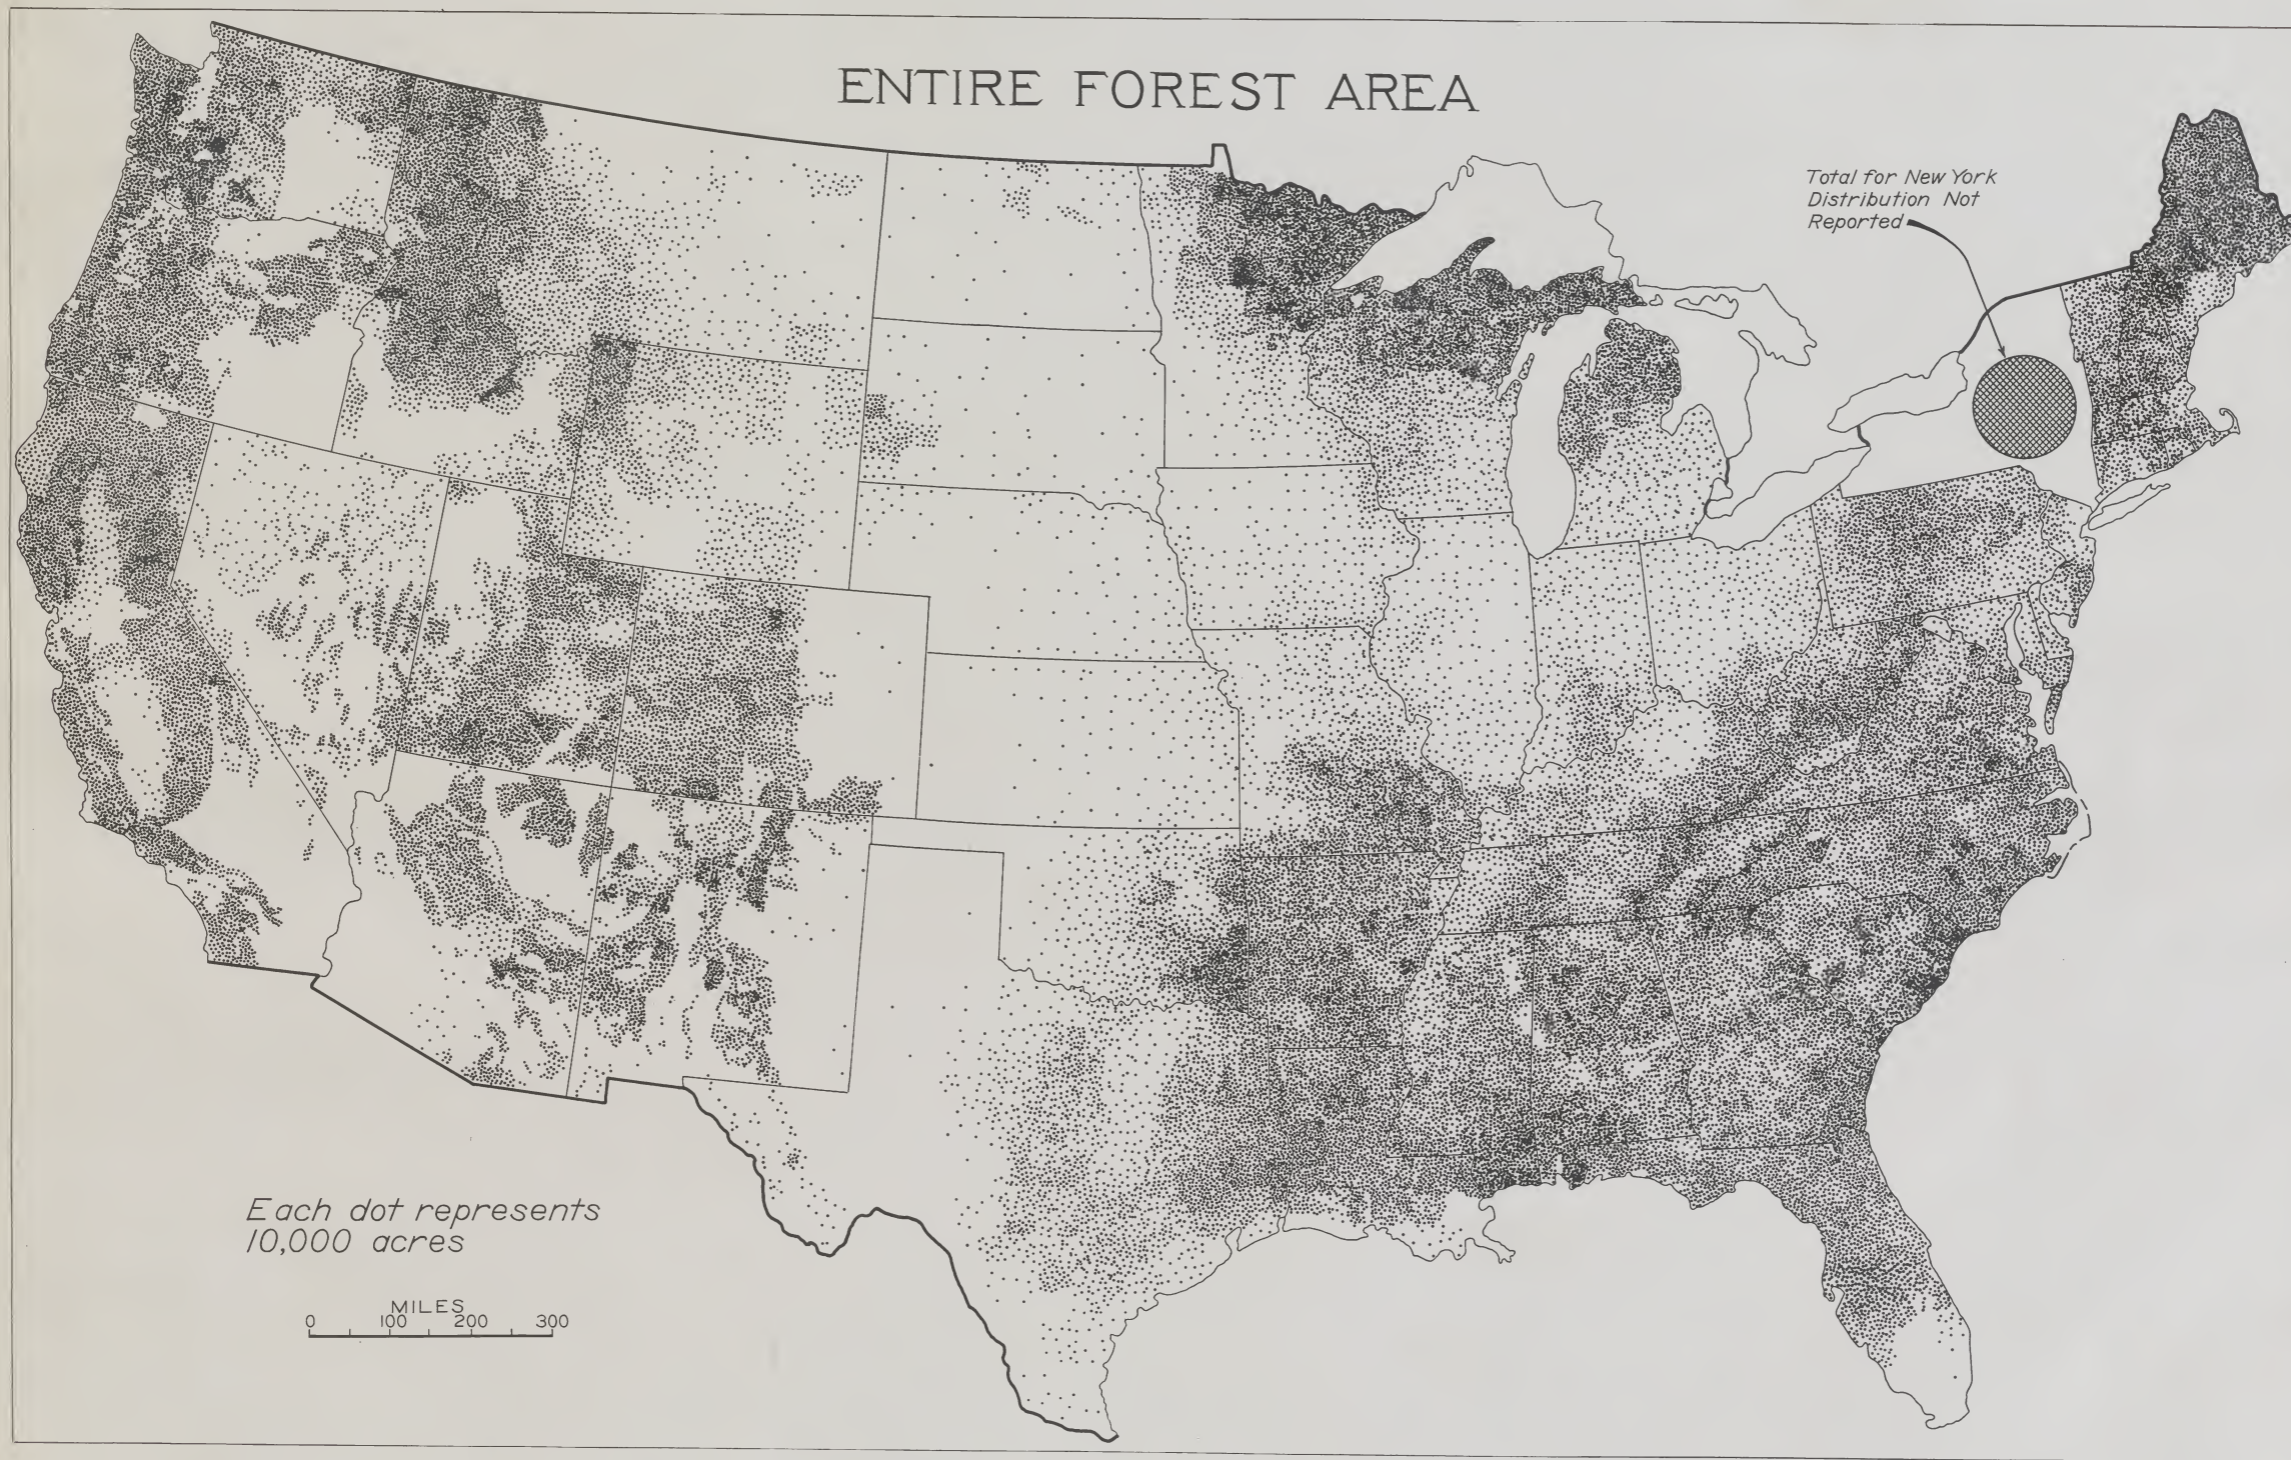 ENTIRE FOREST AREA
Total for New York
Distribution Not
Reported
Each dot represents
10,000 acres
MILES
0 100 200 300